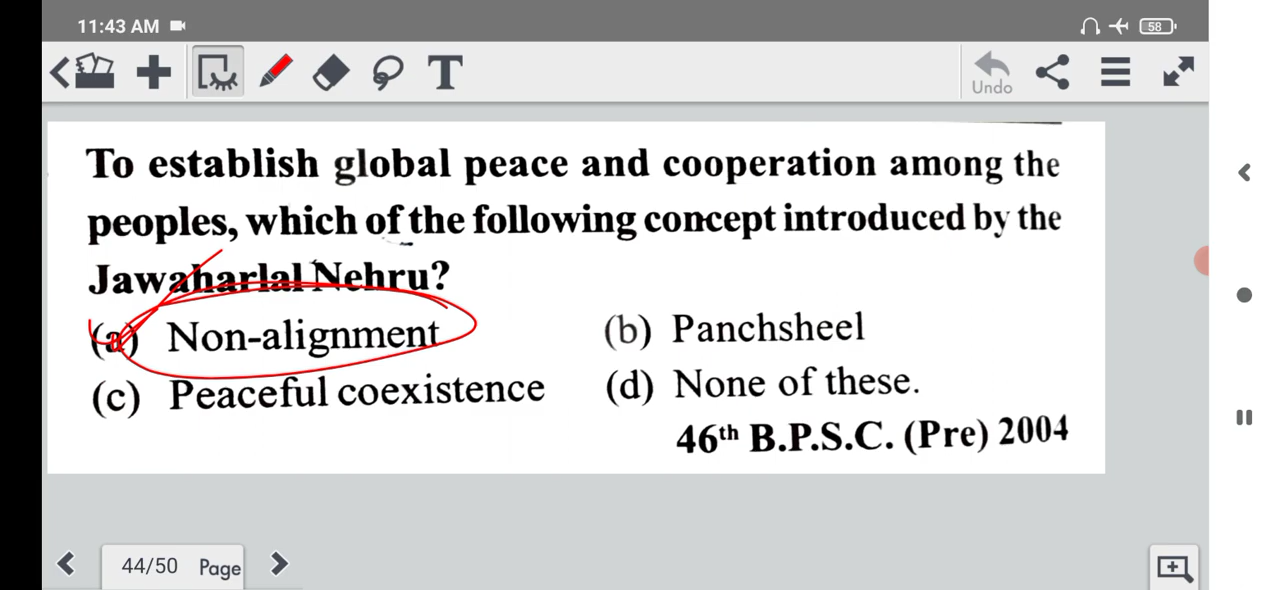 11:43 AM
58
T
Undo
To establish global peace and cooperation among the
peoples, which of the following concept introduced by the
Jawaharlal Nehru?
(a) Non-alignment (b) Panchsheel
(c) Peaceful coexistence (d) None of these.
46th B.P.S.C. (Pre) 2004
44/50 Page